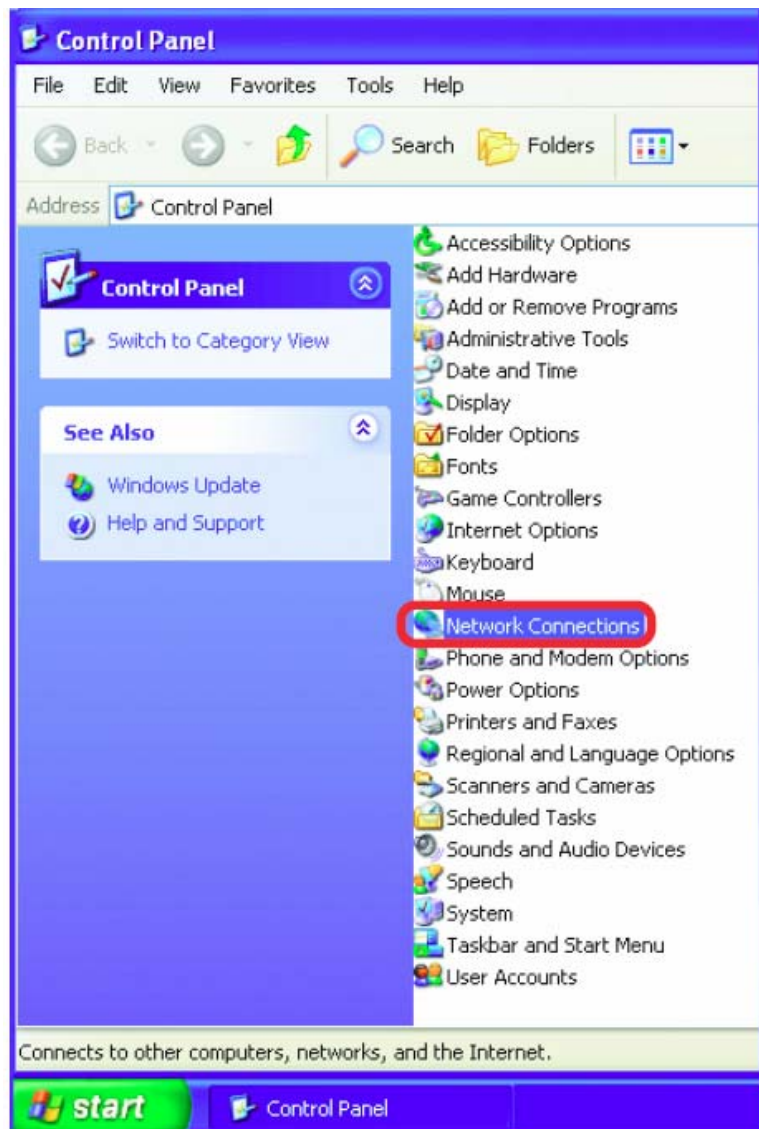 Control Panel
File Edit View Favorites Tools Help
Back Search Folders
Address Control Panel
Control Panel
Switch to Category View
See Also
Windows Update
Help and Support
Accessibility Options
Add Hardware
Add or Remove Programs
Administrative Tools
Date and Time
Display
Folder Options
Fonts
Game Controllers
Internet Options
Keyboard
Mouse
Network Connections
Phone and Modem Options
Power Options
Printers and Faxes
Regional and Language Options
Scanners and Cameras
Scheduled Tasks
Sounds and Audio Devices
Speech
System
Taskbar and Start Menu
User Accounts
Connects to other computers, networks, and the Internet.
start Control Panel